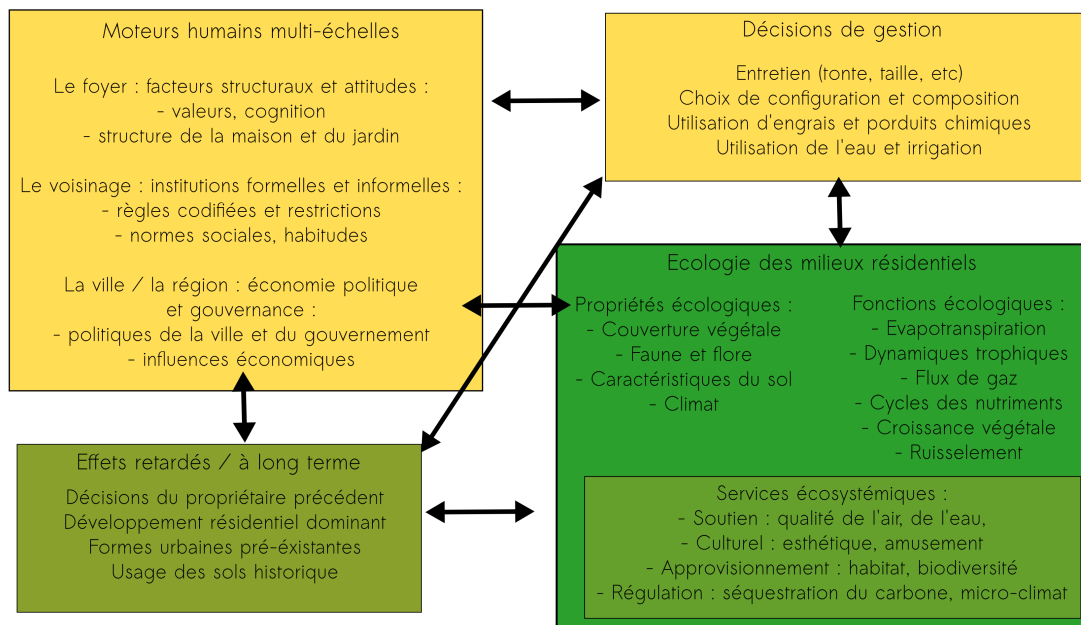 Moteurs humains multi-échelles
Le foyer : facteurs structuraux et attitudes :
- valeurs, cognition
- structure de la maison et du jardin
Le voisinage : institutions formelles et informelles :
- règles codifiées et restrictions
- normes sociales, habitudes
La ville / la région : économie politique
et gouvernance :
- politiques de la ville et du gouvernement
- influences économiques
Décisions de gestion
Entretien (tonte, taille, etc)
Choix de configuration et composition
Utilisation d'engrais et porduits chimiques
Utilisation de l'eau et irrigation
Ecologie des milieux résidentiels
Propriétés écologiques :
- Couverture végétale
- Faune et flore
- Caractéristiques du sol
- Climat
Fonctions écologiques :
- Evapotranspiration
- Dynamiques trophiques
- Flux de gaz
- Cycles des nutriments
- Croissance végétale
- Ruisselement
Services écosystémiques :
- Soutien : qualité de l'air, de l'eau,
- Culturel : esthétique, amusement
- Approvisionnement : habitat, biodiversité
- Régulation : séquestration du carbone, micro-climat
Effets retardés / à long terme
Décisions du propriétaire précédent
Développement résidentiel dominant
Formes urbaines pré-éxistantes
Usage des sols historique